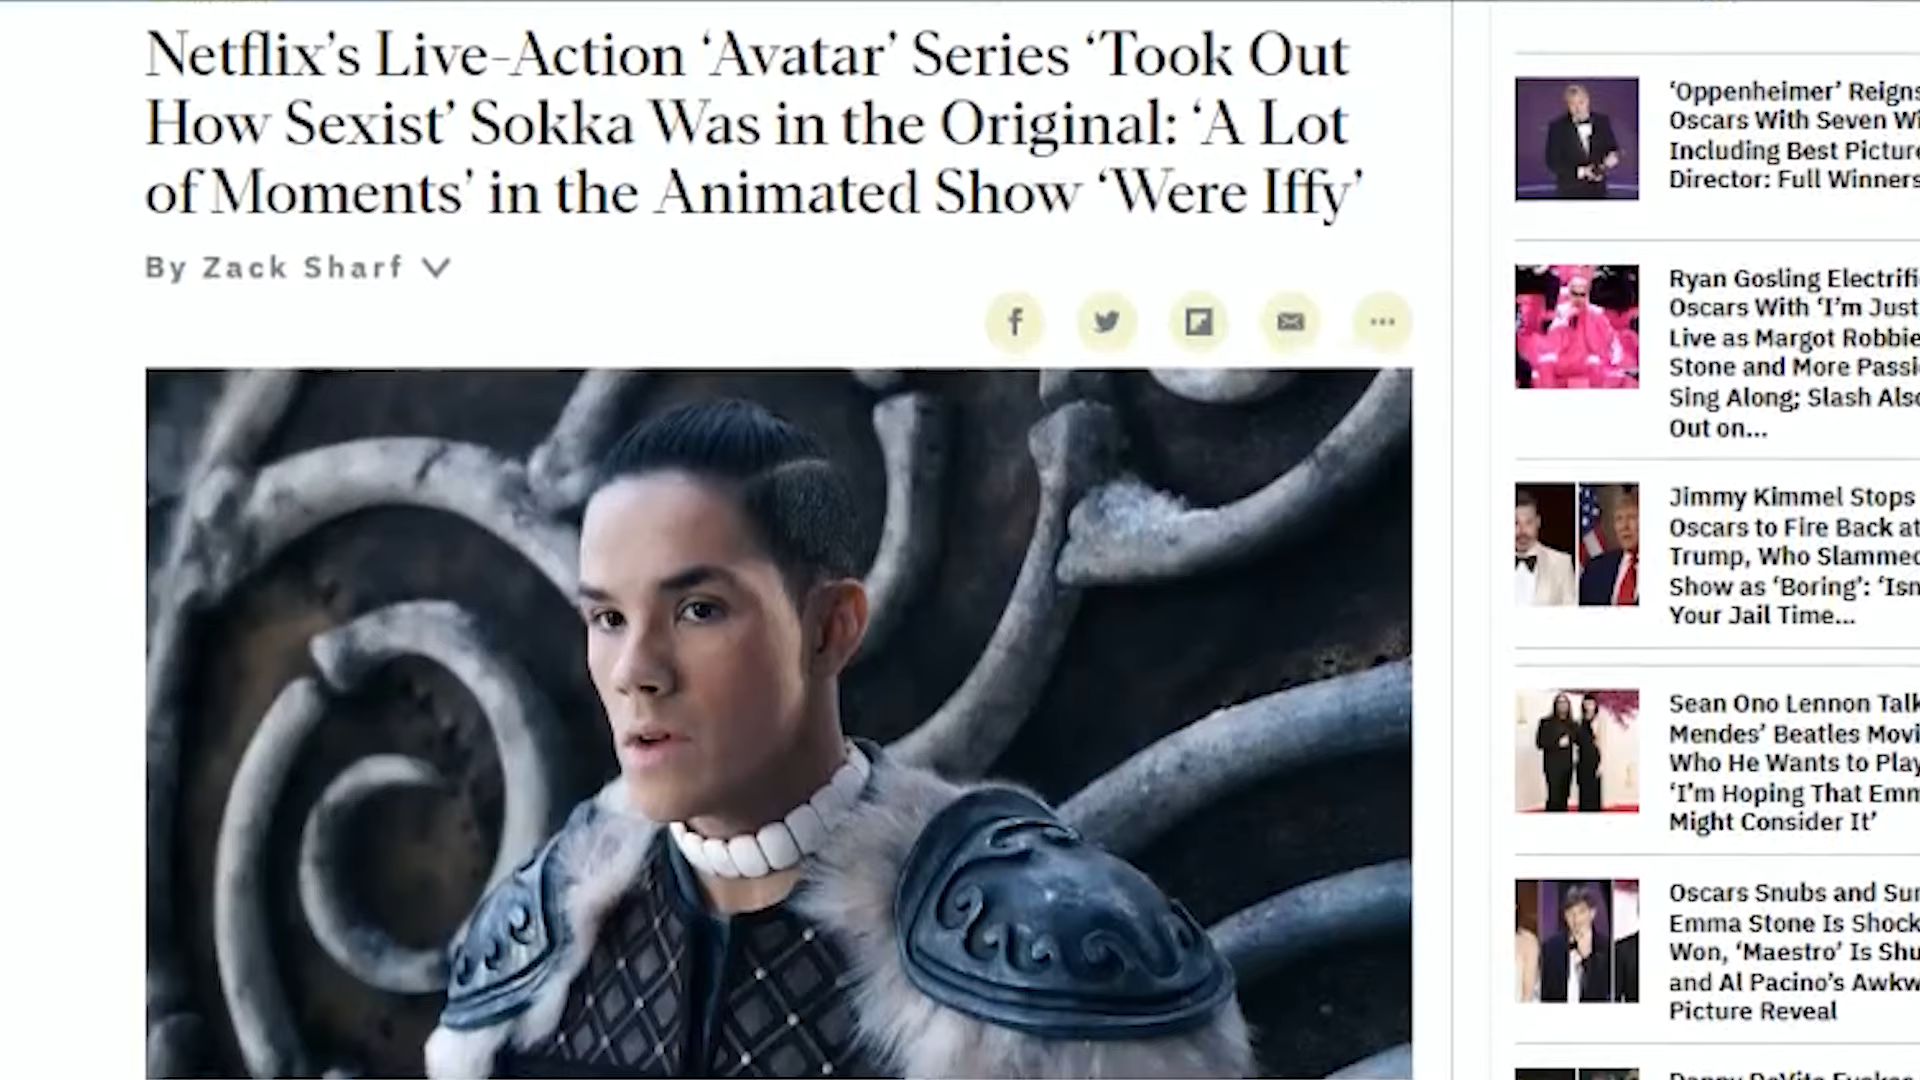 Netflix's Live-Action ‘Avatar’ Series ‘Took Out
How Sexist’ Sokka Was in the Original: ‘A Lot
of Moments’ in the Animated Show ‘Were Iffy’
By Zack Sharf
‘Oppenheimer’ Reigns
Oscars With Seven Wi
Including Best Picture
Director: Full Winners
Ryan Gosling Electrifi
Oscars With ‘I’m Just
Live as Margot Robbie
Stone and More Passi
Sing Along; Slash Also
Out on...
Jimmy Kimmel Stops
Oscars to Fire Back at
Trump, Who Slammed
Show as ‘Boring’: ‘Isn
Your Jail Time...
Sean Ono Lennon Talk
Mendes’ Beatles Movi
Who He Wants to Play
‘I’m Hoping That Emm
Might Consider It’
Oscars Snubs and Sur
Emma Stone Is Shock
Won, ‘Maestro’ Is Shu
and Al Pacino’s Awkw
Picture Reveal